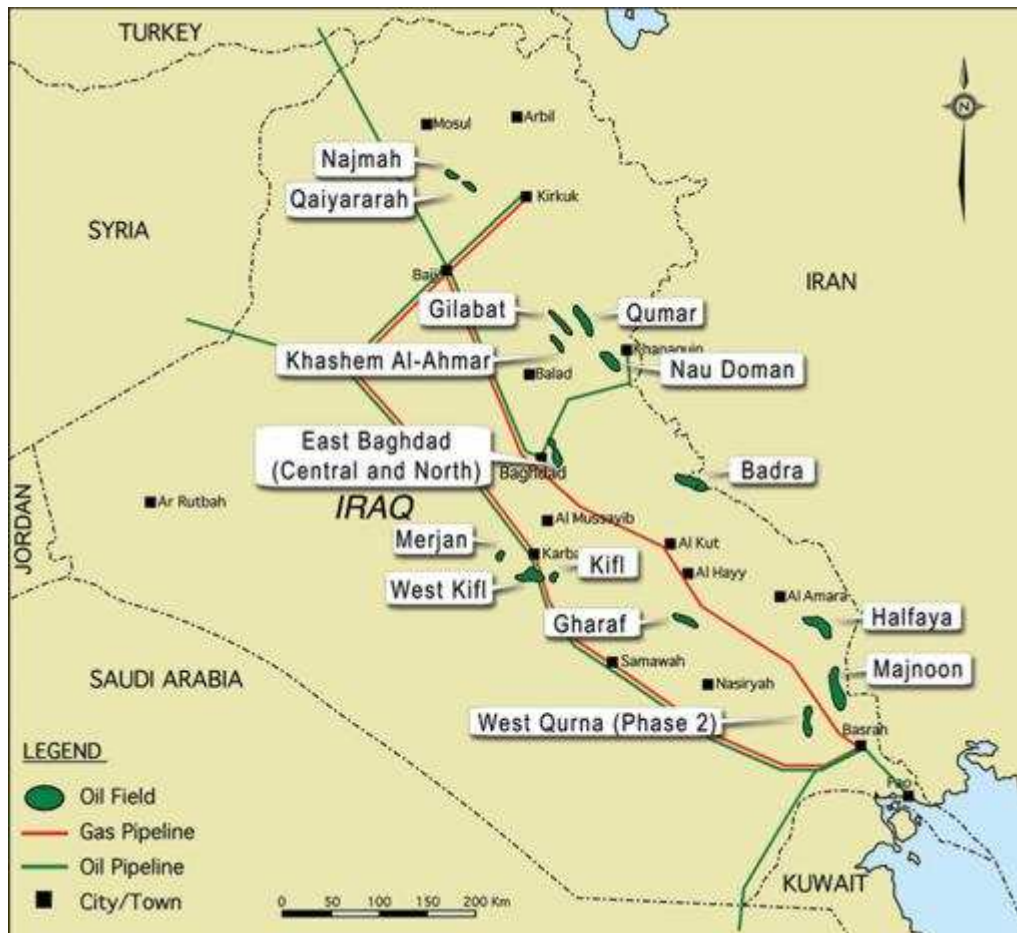 TURKEY
Mosul
Arbil
Najmah
Qaiyararah
Kirkuk
SYRIA
IRAN
Gilabat
Qumar
Khashem Al-Ahmar
Balad
Nau Doman
East Baghdad
(Central and North)
Baghdad
Badra
JORDAN
Ar Rutbah
IRAQ
Al Mussayib
Merjan
Kifl
Al Kut
West Kifl
Al Hayy
Al Amara
Gharaf
Halfaya
SAUDI ARABIA
Samawah
Majnoon
Nasiryah
West Qurna (Phase 2)
Basrah
Fao
KUWAIT
LEGEND
Oil Field
Gas Pipeline
Oil Pipeline
City/Town
0 50 100 150 200 Km
N